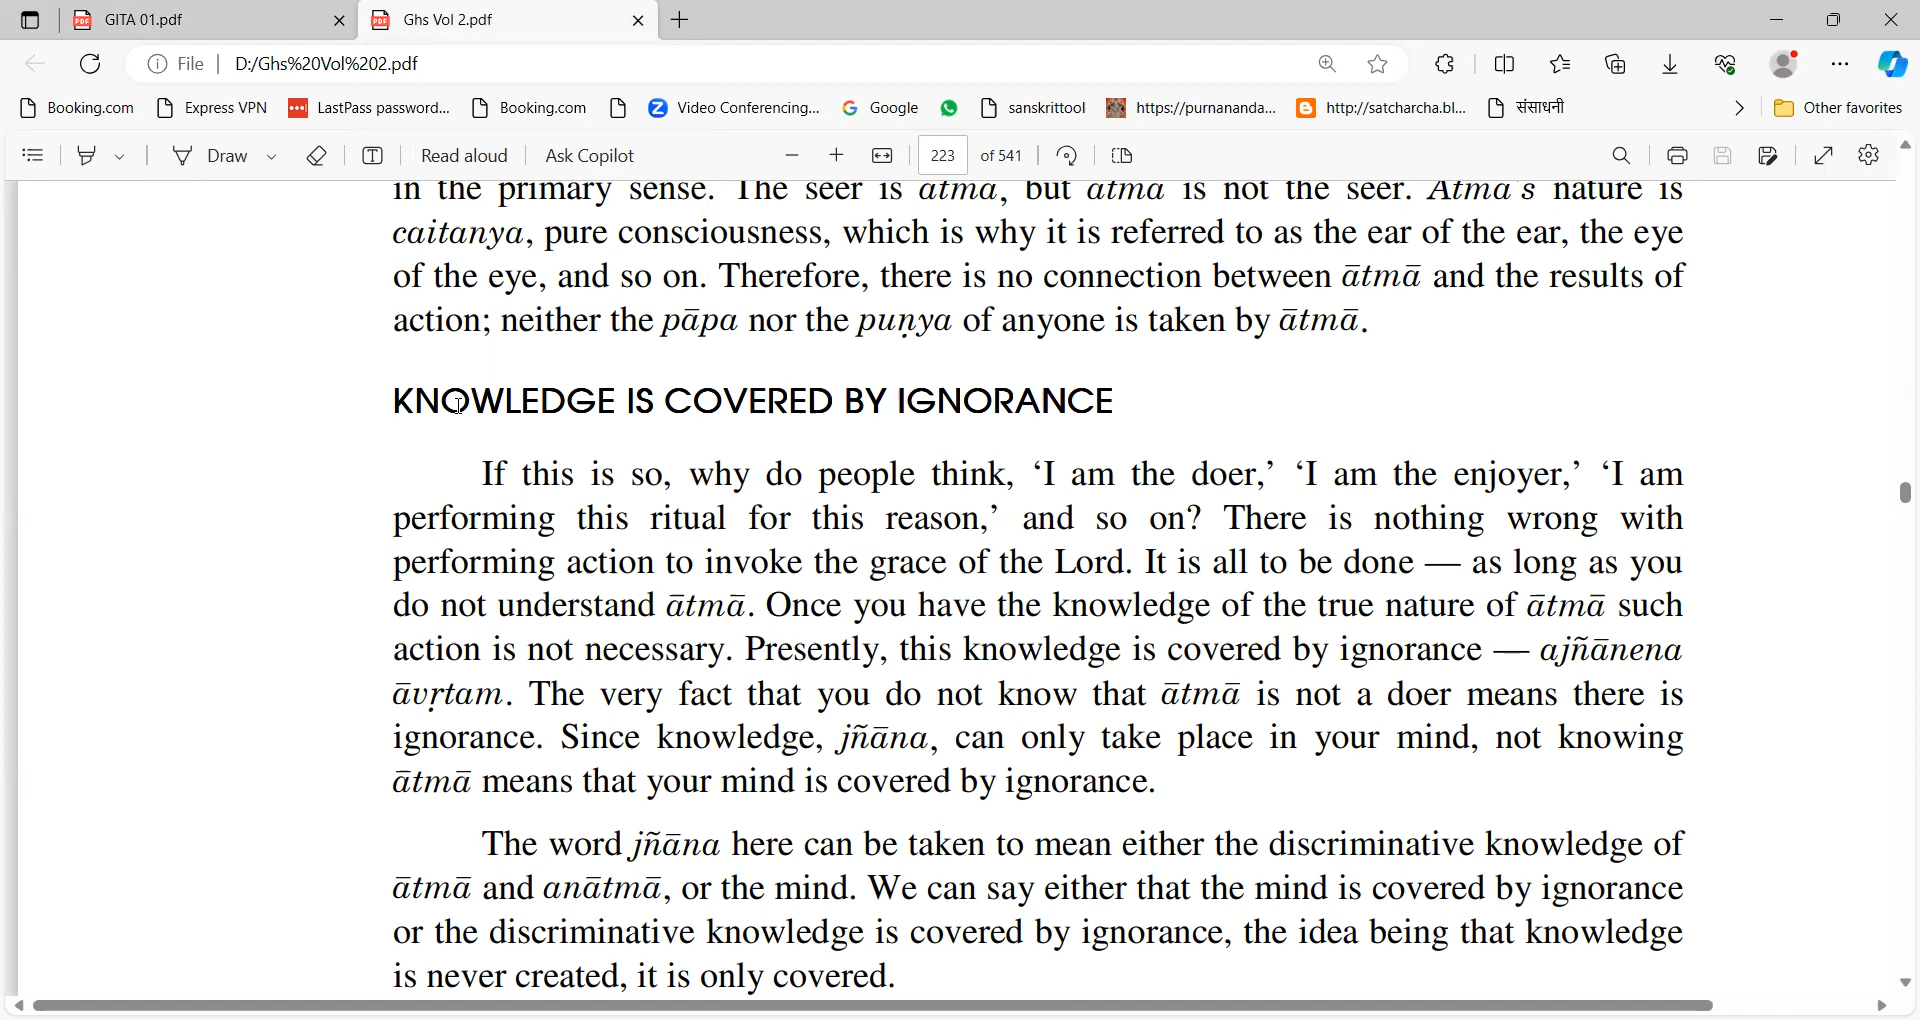 GITA 01.pdf
Ghs Vol 2.pdf
File
D:/Ghs%20Vol%202.pdf
Booking.com
Express VPN
LastPass password...
Booking.com
Video Conferencing...
Google
sanskrittool
https://purnananda...
http://satcharcha.bl...
संसाधनी
Other favorites
Draw
Read aloud
Ask Copilot
223
of 541
in the primary sense. The seer is ātmā, but ātmā is not the seer. Ātmā's nature is
caitanya, pure consciousness, which is why it is referred to as the ear of the ear, the eye
of the eye, and so on. Therefore, there is no connection between ātmā and the results of
action; neither the pāpa nor the puṇya of anyone is taken by ātmā.
KNOWLEDGE IS COVERED BY IGNORANCE
If this is so, why do people think, ‘I am the doer,’ ‘I am the enjoyer,’ ‘I am
performing this ritual for this reason,’ and so on? There is nothing wrong with
performing action to invoke the grace of the Lord. It is all to be done — as long as you
do not understand ātmā. Once you have the knowledge of the true nature of ātmā such
action is not necessary. Presently, this knowledge is covered by ignorance — ajñānena
āvṛtam. The very fact that you do not know that ātmā is not a doer means there is
ignorance. Since knowledge, jñāna, can only take place in your mind, not knowing
ātmā means that your mind is covered by ignorance.
The word jñāna here can be taken to mean either the discriminative knowledge of
ātmā and anātmā, or the mind. We can say either that the mind is covered by ignorance
or the discriminative knowledge is covered by ignorance, the idea being that knowledge
is never created, it is only covered.